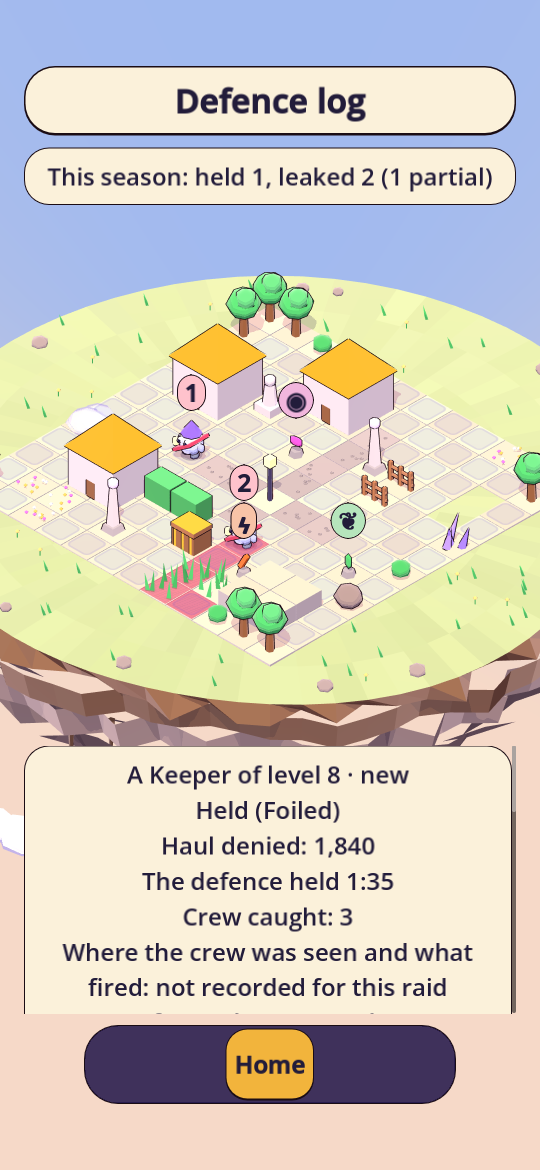 Defence log
This season: held 1, leaked 2 (1 partial)
1
2
A Keeper of level 8 · new
Held (Foiled)
Haul denied: 1,840
The defence held 1:35
Crew caught: 3
Where the crew was seen and what
fired: not recorded for this raid
Home